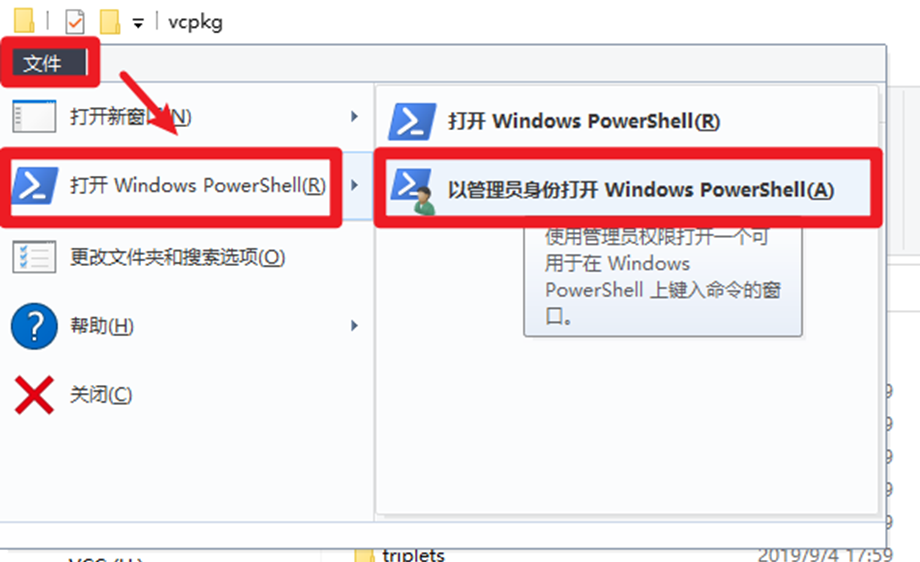 vcpkg
文件
打开新窗口(N)
打开 Windows PowerShell(R)
打开 Windows PowerShell(R)
以管理员身份打开 Windows PowerShell(A)
使用管理员权限打开一个可
用于在 Windows
PowerShell 上键入命令的窗
口。
更改文件夹和搜索选项(O)
帮助(H)
关闭(C)
triplets
2019/9/4 17:59